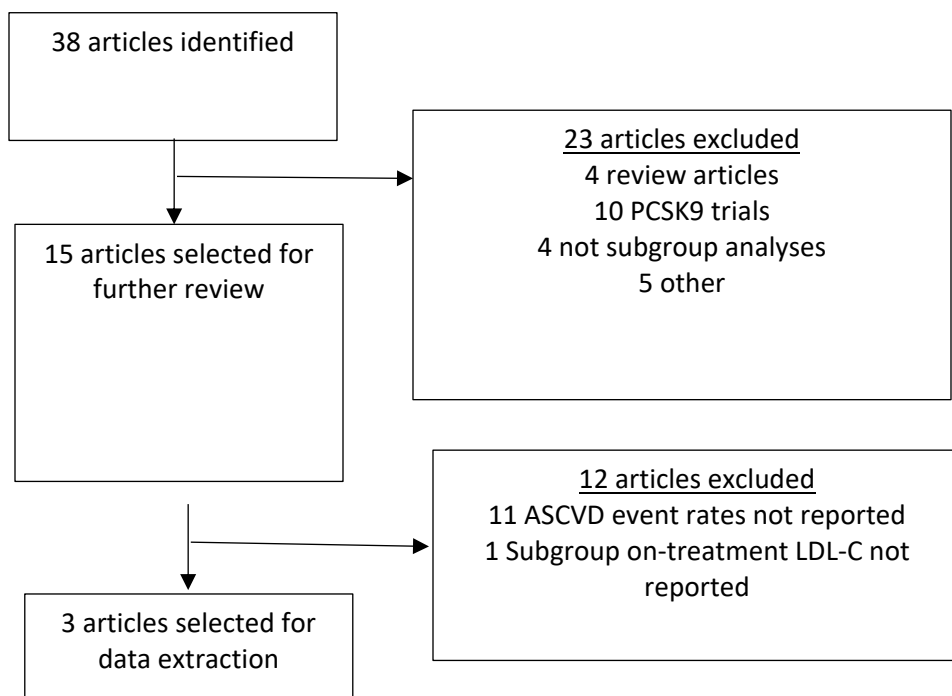 38 articles identified
23 articles excluded
4 review articles
10 PCSK9 trials
4 not subgroup analyses
5 other
15 articles selected for
further review
12 articles excluded
11 ASCVD event rates not reported
1 Subgroup on-treatment LDL-C not
reported
3 articles selected for
data extraction